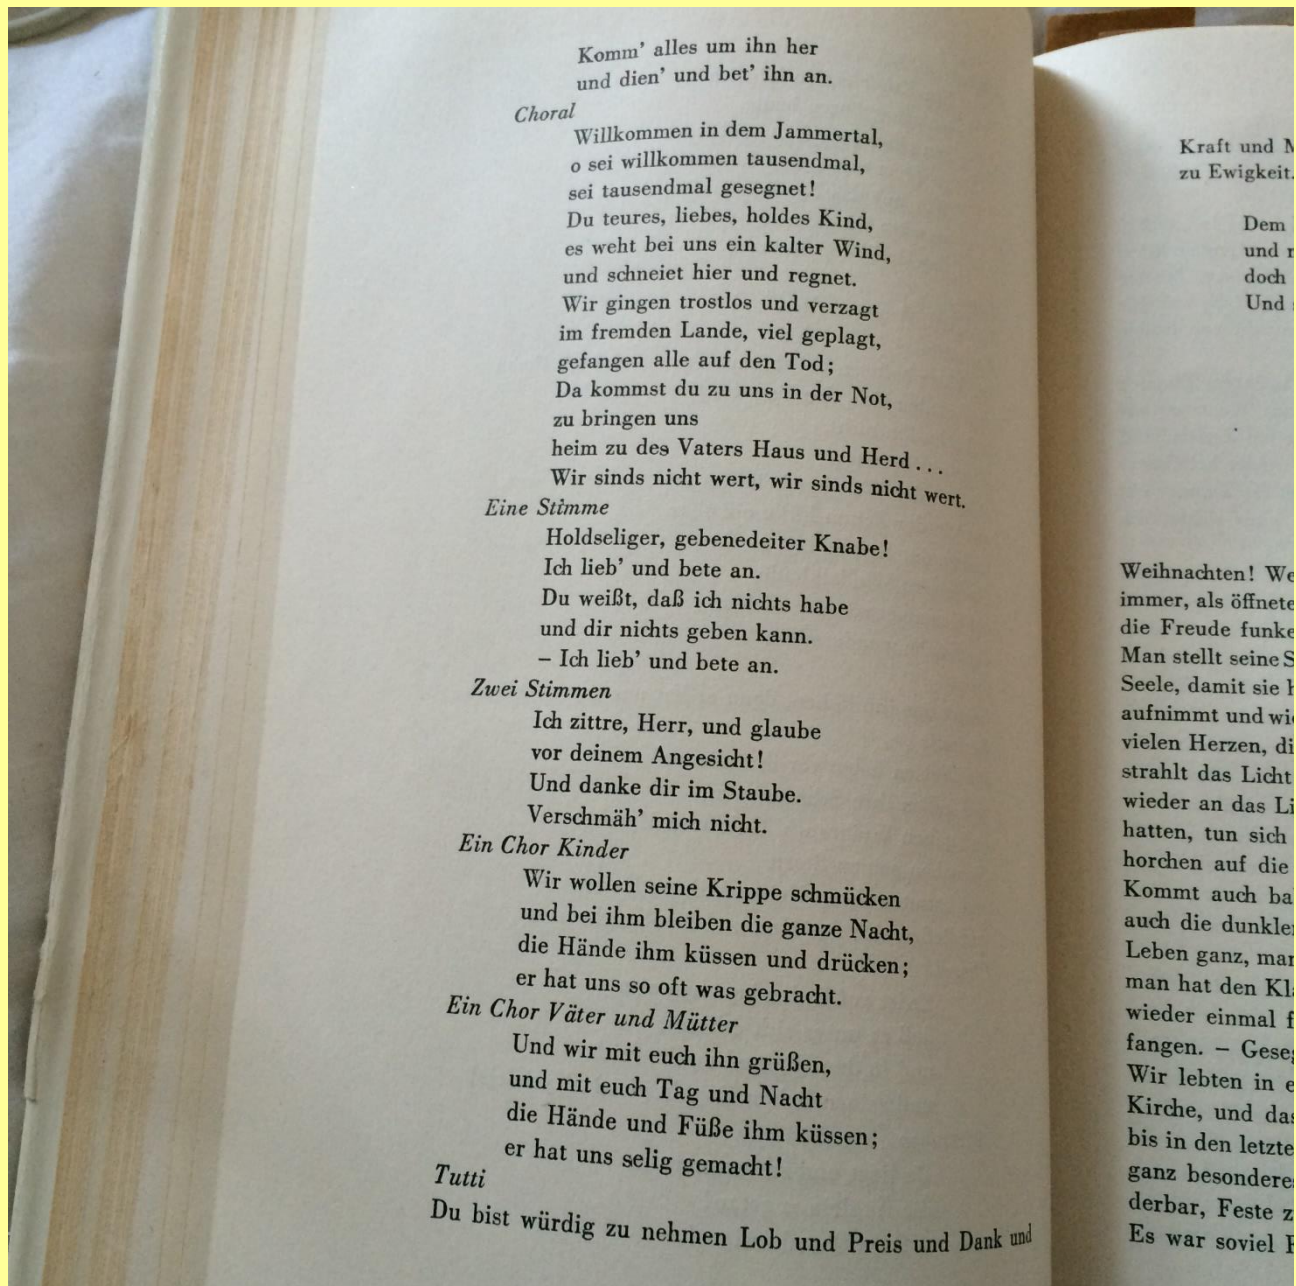 Komm' alles um ihn her
und dien' und bet' ihn an.
Choral
Willkommen in dem Jammertal,
o sei willkommen tausendmal,
sei tausendmal gesegnet!
Du teures, liebes, holdes Kind,
es weht bei uns ein kalter Wind,
und schneiet hier und regnet.
Wir gingen trostlos und verzagt
im fremden Lande, viel geplagt,
gefangen alle auf den Tod;
Da kommst du zu uns in der Not,
zu bringen uns
heim zu des Vaters Haus und Herd ...
Wir sinds nicht wert, wir sinds nicht wert.
Eine Stimme
Holdseliger, gebenedeiter Knabe!
Ich lieb' und bete an.
Du weißt, daß ich nichts habe
und dir nichts geben kann.
– Ich lieb' und bete an.
Zwei Stimmen
Ich zittre, Herr, und glaube
vor deinem Angesicht!
Und danke dir im Staube.
Verschmäh' mich nicht.
Ein Chor Kinder
Wir wollen seine Krippe schmücken
und bei ihm bleiben die ganze Nacht,
die Hände ihm küssen und drücken;
er hat uns so oft was gebracht.
Ein Chor Väter und Mütter
Und wir mit euch ihn grüßen,
und mit euch Tag und Nacht
die Hände und Füße ihm küssen;
er hat uns selig gemacht!
Tutti
Du bist würdig zu nehmen Lob und Preis und Dank und
Kraft und
zu Ewigkeit.
Dem
und
doch
Und
Weihnachten!
immer, als öffnete
die Freude
Man stellt seine
Seele, damit sie
aufnimmt und
vielen Herzen,
strahlt das Licht
wieder an das
hatten, tun sich
horchen auf die
Kommt auch
auch die
Leben ganz,
man hat den
wieder einmal
fangen. –
Wir lebten in
Kirche, und
bis in den
ganz
derbar, Feste
Es war soviel